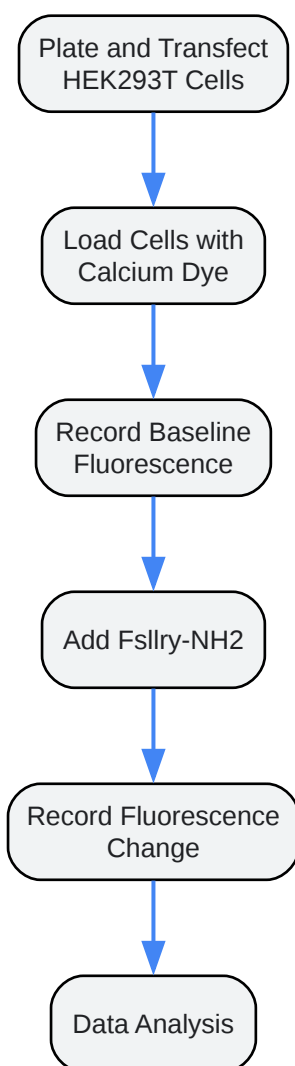 Plate and Transfect
HEK293T Cells
Load Cells with
Calcium Dye
Record Baseline
Fluorescence
Add Fsllry-NH2
Record Fluorescence
Change
Data Analysis